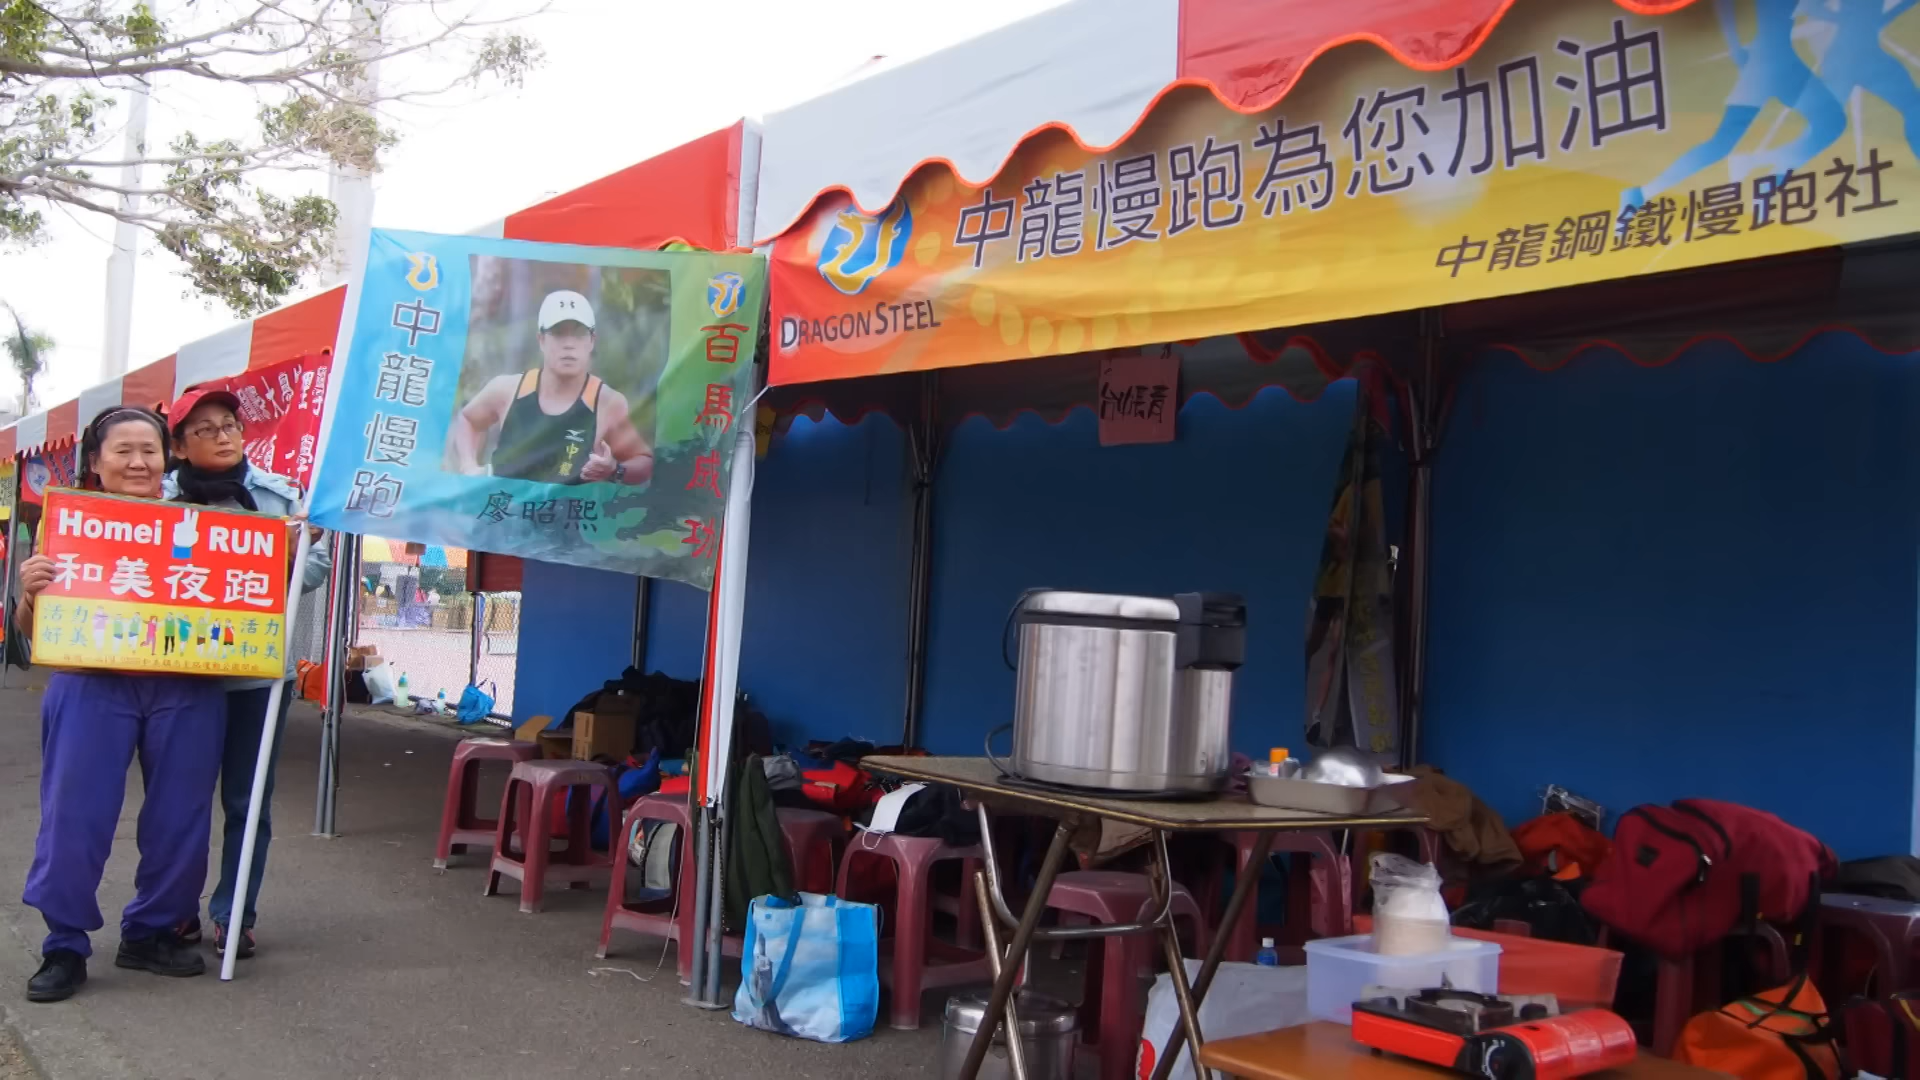 中龍慢跑為您加油
中龍鋼鐵慢跑社
DRAGON STEEL
中龍慢跑
百馬成功
廖昭熙
中龍
Homei RUN
和美夜跑
活力
好美
活力
和美